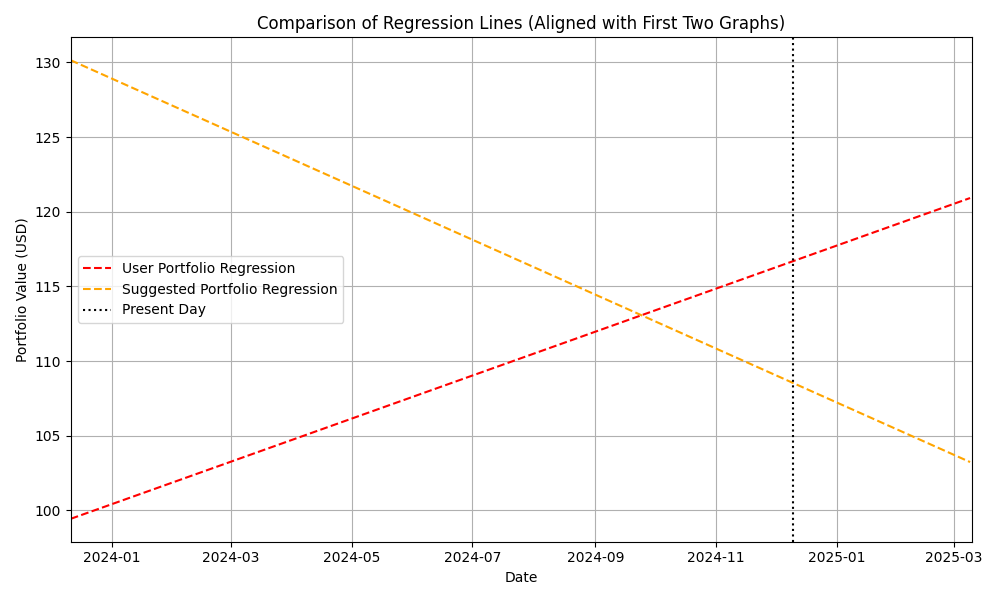 Comparison of Regression Lines (Aligned with First Two Graphs)
Portfolio Value (USD)
130
125
120
115
110
105
100
User Portfolio Regression
Suggested Portfolio Regression
Present Day
2024-01 2024-03 2024-05 2024-07 2024-09 2024-11 2025-01 2025-03
Date